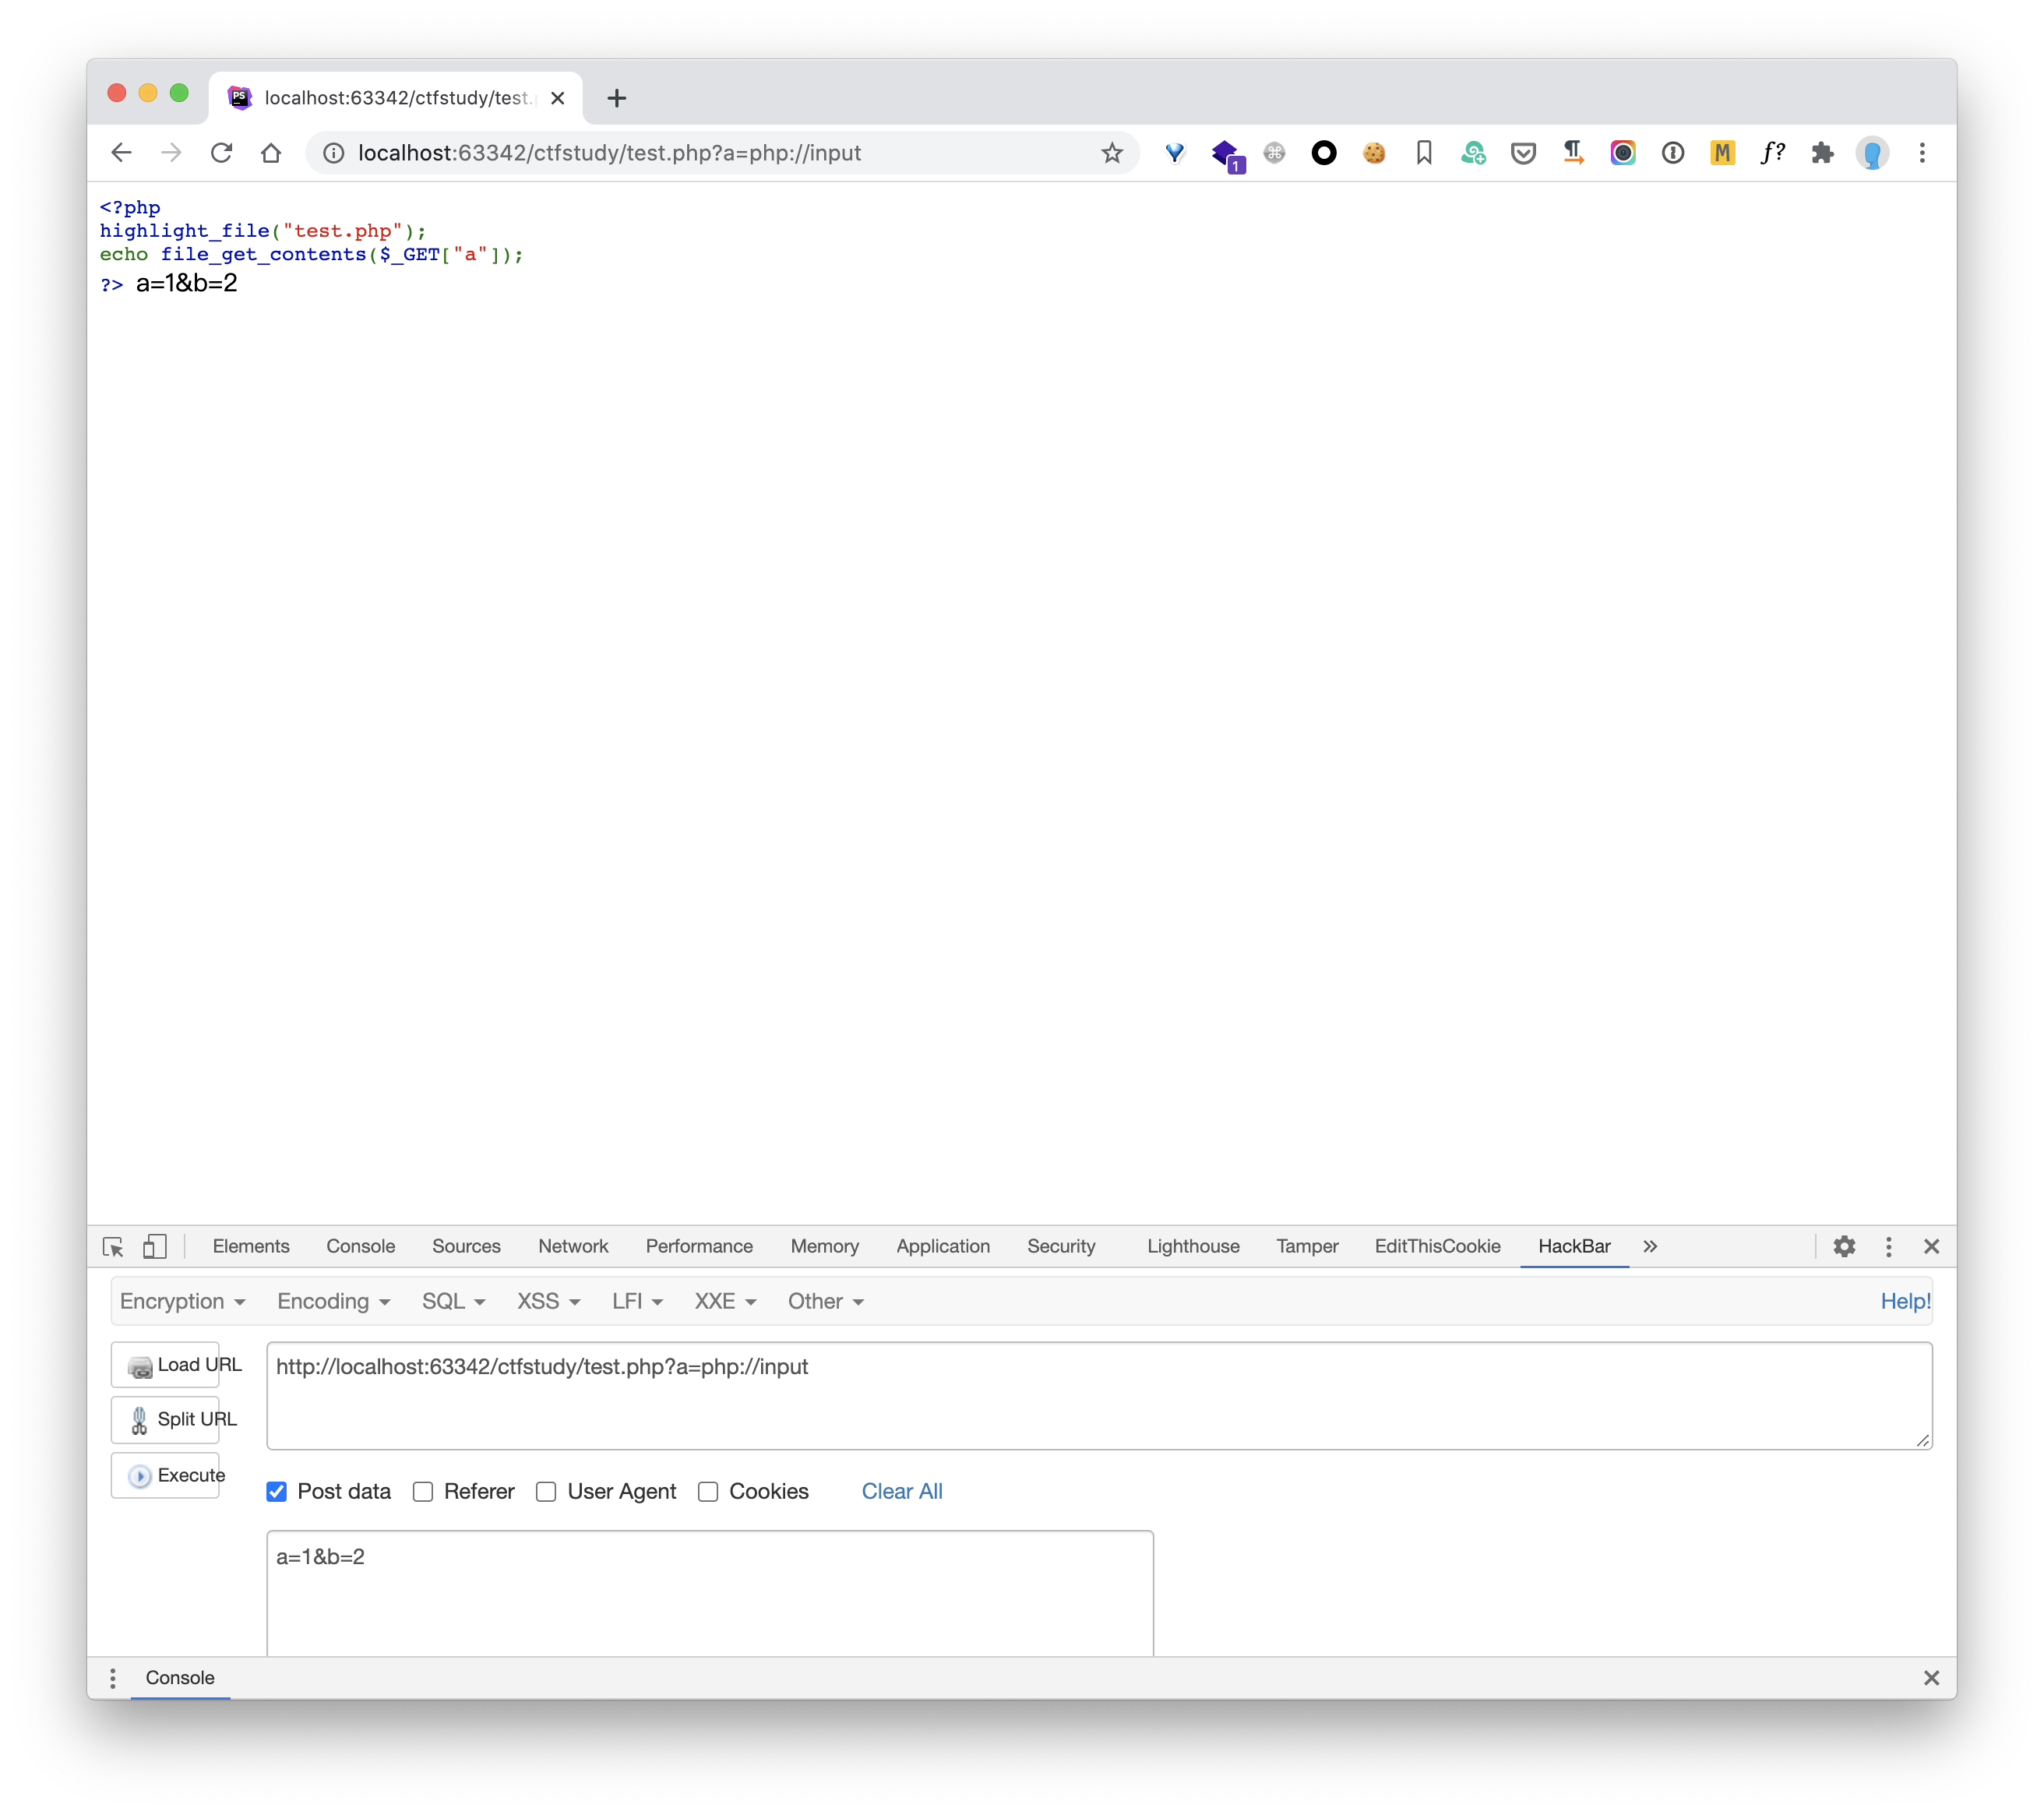 PS
localhost:63342/ctfstudy/test.
localhost:63342/ctfstudy/test.php?a=php://input
1
M
f?
<?php
highlight_file("test.php");
echo file_get_contents($_GET["a"]);
?> a=1&b=2
Elements Console Sources Network Performance Memory Application Security Lighthouse Tamper EditThisCookie HackBar »
Encryption Encoding SQL XSS LFI XXE Other Help!
Load URL
http://localhost:63342/ctfstudy/test.php?a=php://input
Split URL
Execute
Post data Referer User Agent Cookies Clear All
a=1&b=2
Console